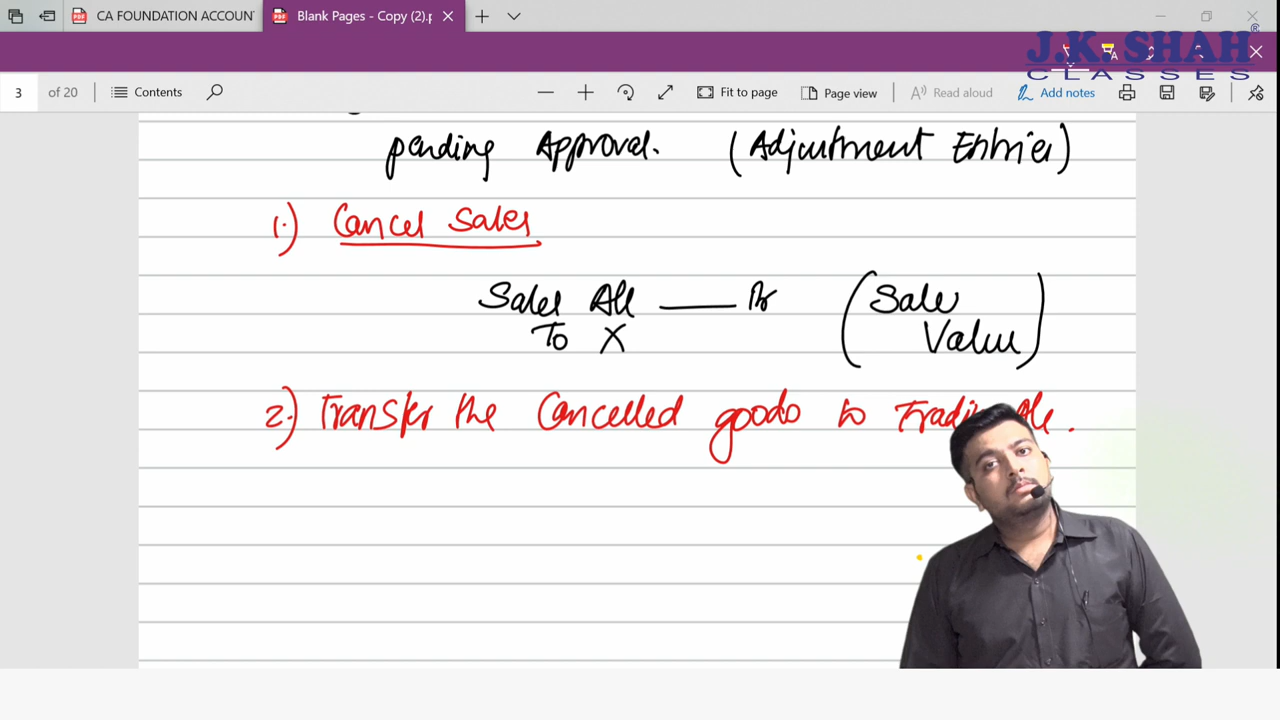 CA FOUNDATION ACCOUN
Blank Pages - Copy (2).p
J.K. SHAH®
CLASSES
3 of 20 Contents Fit to page Page view Read aloud Add notes
pending Approval. (Adjustment Entries)
1.) Cancel Sales
Sales A/c —— Dr (Sale
To X Value)
2.) Transfer the Cancelled goods to Trading A/c.